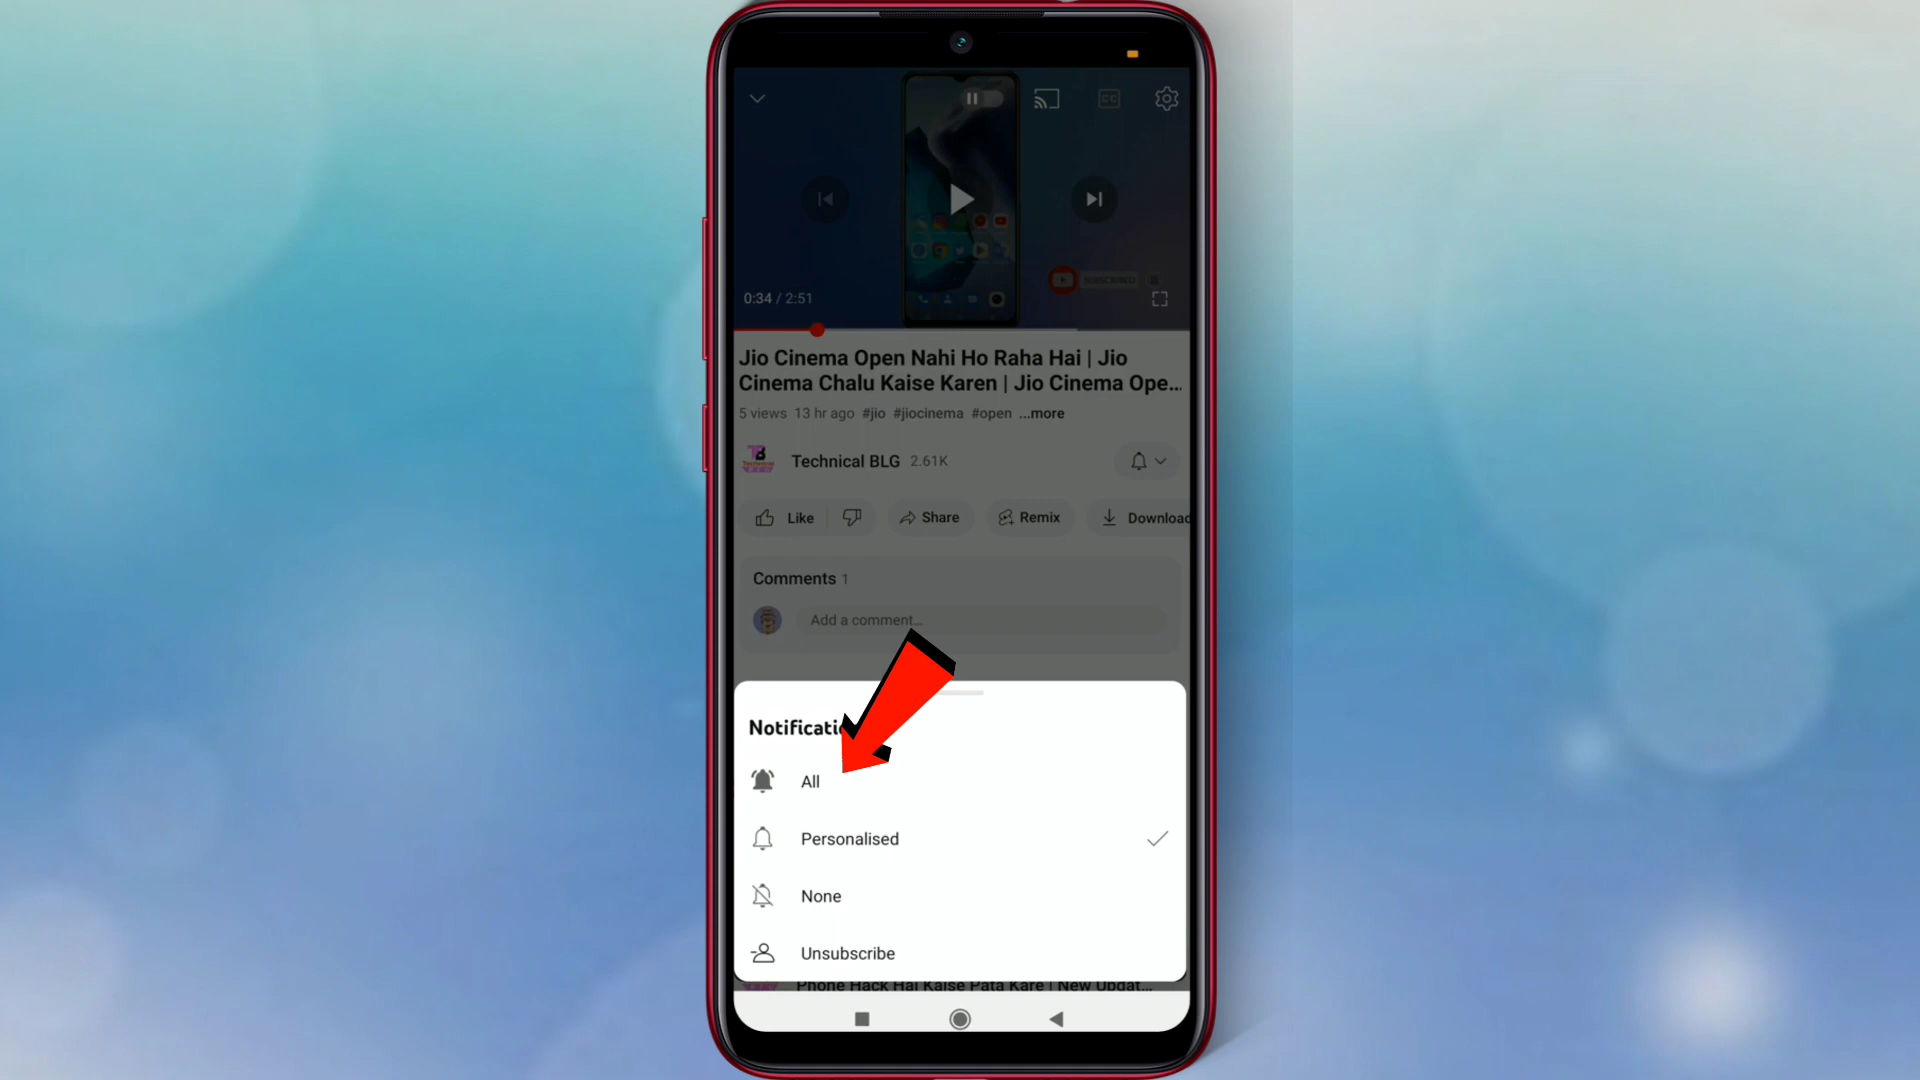 CC
SUBSCRIBED
0:34 / 2:51
Jio Cinema Open Nahi Ho Raha Hai | Jio
Cinema Chalu Kaise Karen | Jio Cinema Ope...
5 views 13 hr ago #jio #jiocinema #open ...more
Technical BLG 2.61K
Like Share Remix Download
Comments 1
Add a comment...
Notificati
All
Personalised
None
Unsubscribe
Phone Hack Hai Kaise Pata Kare | New Updat...